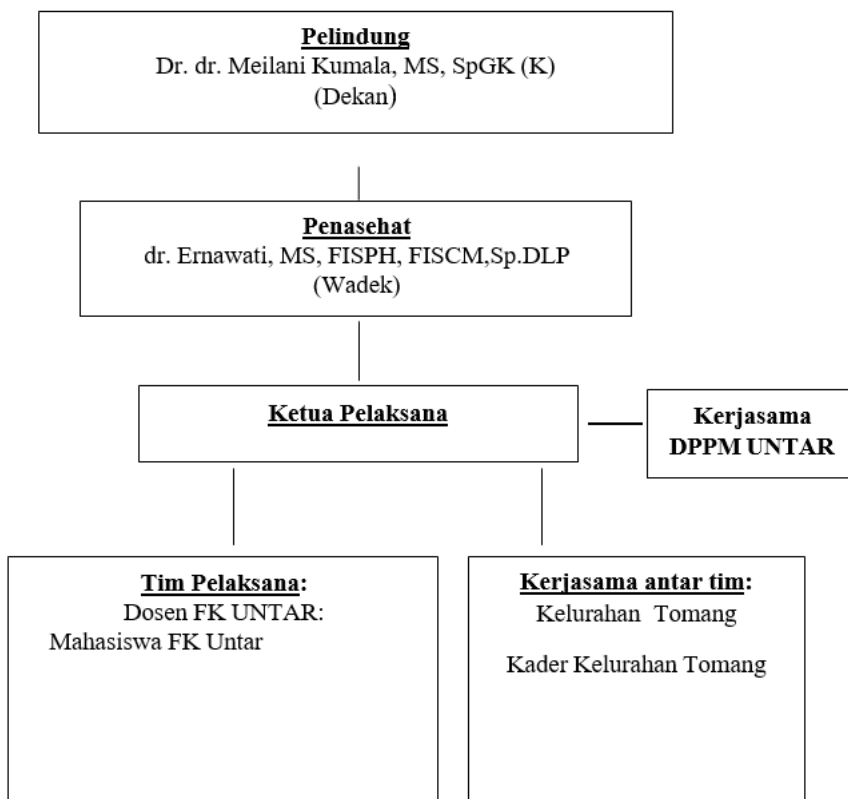 Pelindung
Dr. dr. Meilani Kumala, MS, SpGK (K)
(Dekan)
Penasehat
dr. Ernawati, MS, FISPH, FISCM,Sp.DLP
(Wadek)
Ketua Pelaksana
Kerjasama
DPPM UNTAR
Tim Pelaksana:
Dosen FK UNTAR:
Mahasiswa FK Untar
Kerjasama antar tim:
Kelurahan Tomang
Kader Kelurahan Tomang